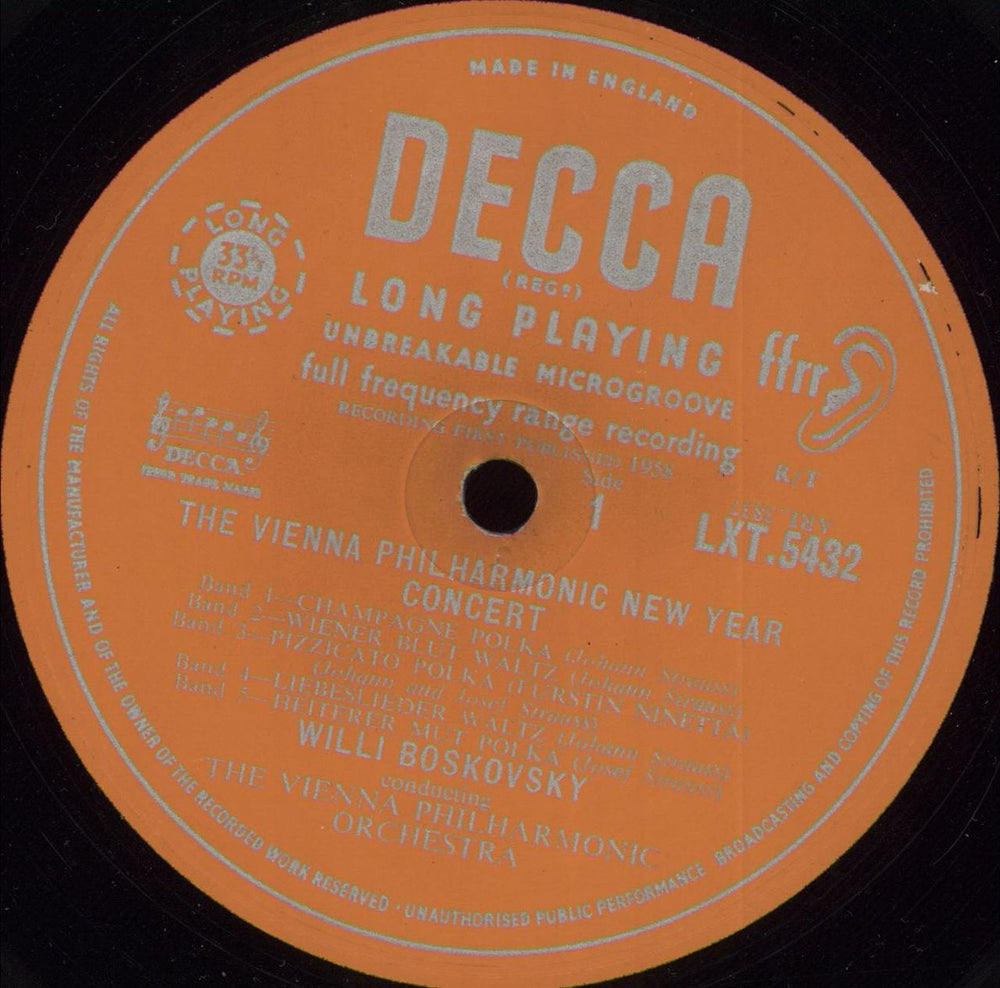 MADE IN ENGLAND
DECCA
(REGD)
LONG PLAYING
UNBREAKABLE MICROGROOVE
full frequency range recording
RECORDING FIRST PUBLISHED 1958
LONG
33⅓
RPM
PLAYING
ffrr
DECCA
Side
1
LXT.5432
THE VIENNA PHILHARMONIC NEW YEAR
CONCERT
Band 1—CHAMPAGNE POLKA (Johann Strauss)
Band 2—WIENER BLUT WALTZ (Johann Strauss)
Band 3—PIZZICATO POLKA (FURSTIN NINETTA)
(Johann and Josef Strauss)
Band 4—LIEBESLIEDER WALTZ (Johann Strauss)
Band 5—HEITERER MUT POLKA (Josef Strauss)
WILLI BOSKOVSKY
conducting
THE VIENNA PHILHARMONIC
ORCHESTRA
ALL RIGHTS OF THE MANUFACTURER AND OF THE OWNER OF THE RECORDED WORK RESERVED · UNAUTHORISED PUBLIC PERFORMANCE BROADCASTING AND COPYING OF THIS RECORD PROHIBITED